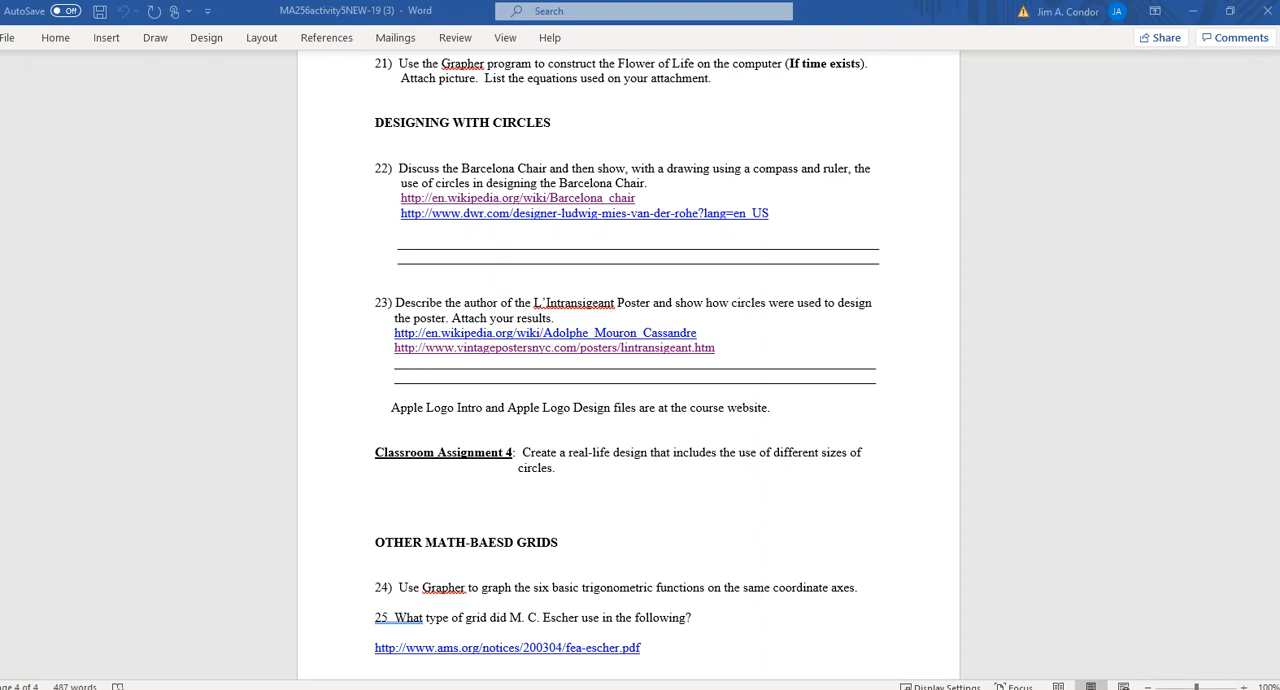 AutoSave Off MA256activity5NEW-19 (3) - Word Search Jim A. Condor JA
File Home Insert Draw Design Layout References Mailings Review View Help Share Comments
21) Use the Grapher program to construct the Flower of Life on the computer (If time exists).
Attach picture. List the equations used on your attachment.
DESIGNING WITH CIRCLES
22) Discuss the Barcelona Chair and then show, with a drawing using a compass and ruler, the
use of circles in designing the Barcelona Chair.
http://en.wikipedia.org/wiki/Barcelona_chair
http://www.dwr.com/designer-ludwig-mies-van-der-rohe?lang=en_US
23) Describe the author of the L'Intransigeant Poster and show how circles were used to design
the poster. Attach your results.
http://en.wikipedia.org/wiki/Adolphe_Mouron_Cassandre
http://www.vintagepostersnyc.com/posters/lintransigeant.htm
Apple Logo Intro and Apple Logo Design files are at the course website.
Classroom Assignment 4: Create a real-life design that includes the use of different sizes of
circles.
OTHER MATH-BAESD GRIDS
24) Use Grapher to graph the six basic trigonometric functions on the same coordinate axes.
25 What type of grid did M. C. Escher use in the following?
http://www.ams.org/notices/200304/fea-escher.pdf
age 4 of 4 487 words Display Settings Focus 100%